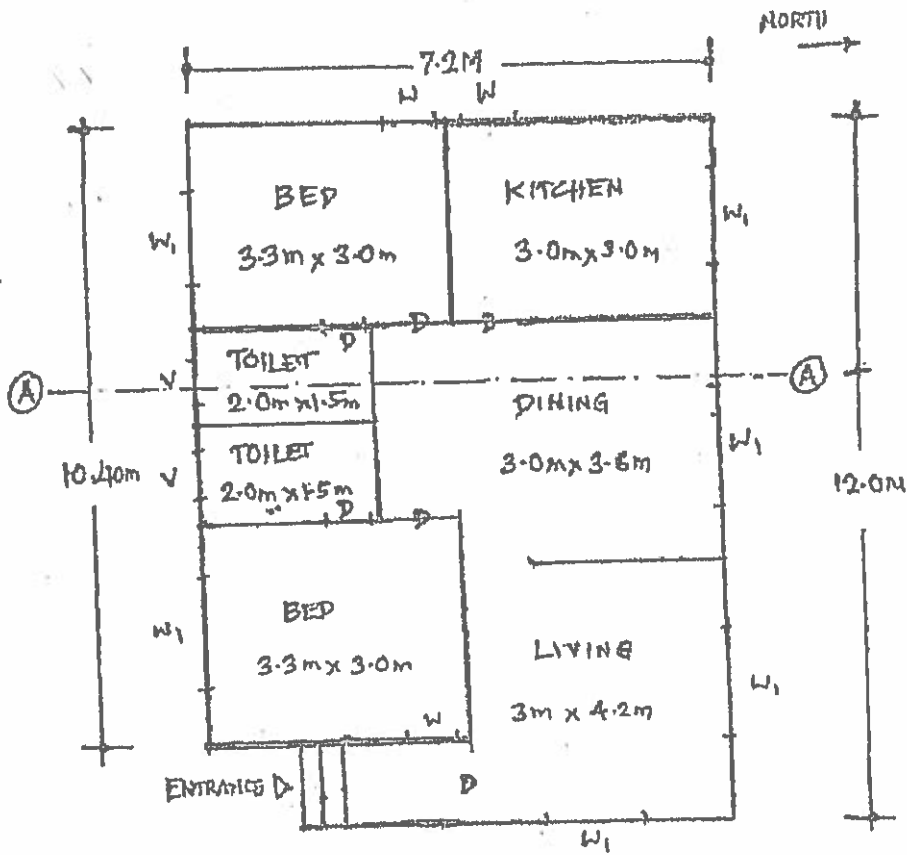 NORTH
7.2M
W W
BED
3.3m x 3.0m
KITCHEN
3.0m x 3.0m
W1
W1
D D
D
TOILET
2.0m x 1.5m
V
A
A
DINING
3.0m x 3.6m
W1
TOILET
2.0m x 1.5m
V
10.40m
12.0M
D D
BED
3.3m x 3.0m
W1
LIVING
3m x 4.2m
W1
W
ENTRANCE D
D
W1